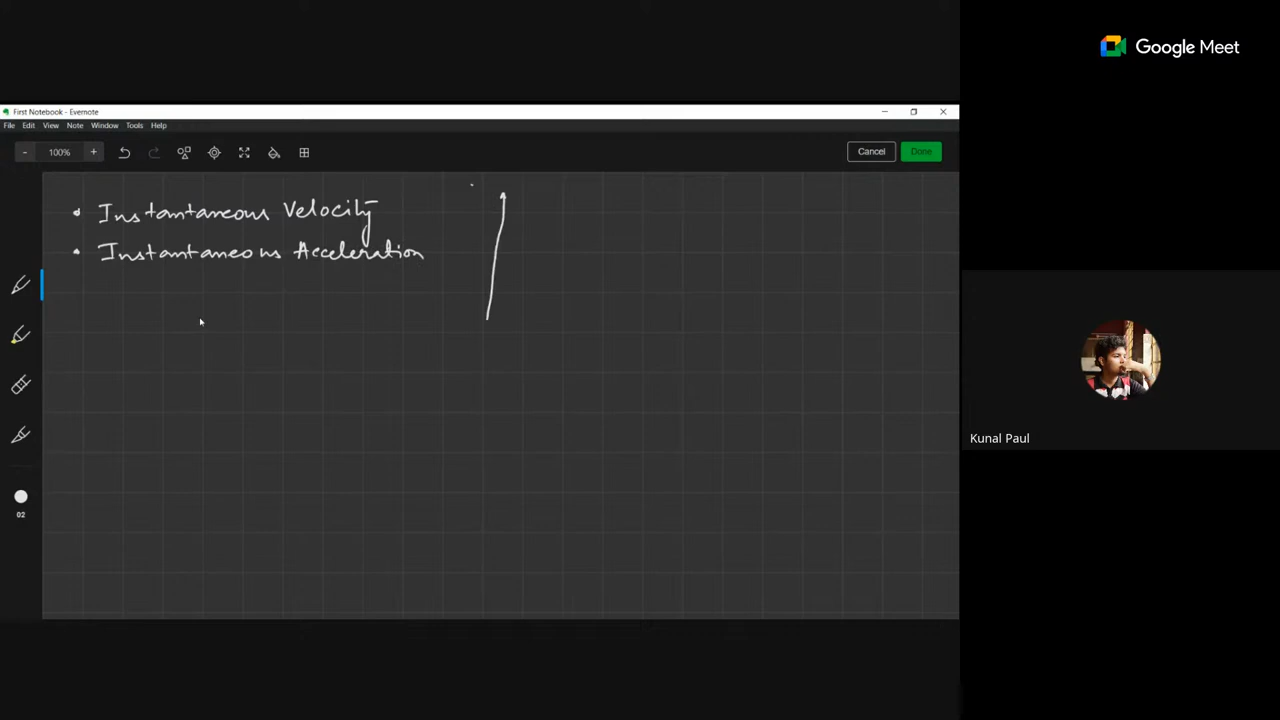 Google Meet
First Notebook - Evernote
File Edit View Note Window Tools Help
- 100% +
Cancel Done
• Instantaneous Velocity
• Instantaneous Acceleration
02
Kunal Paul